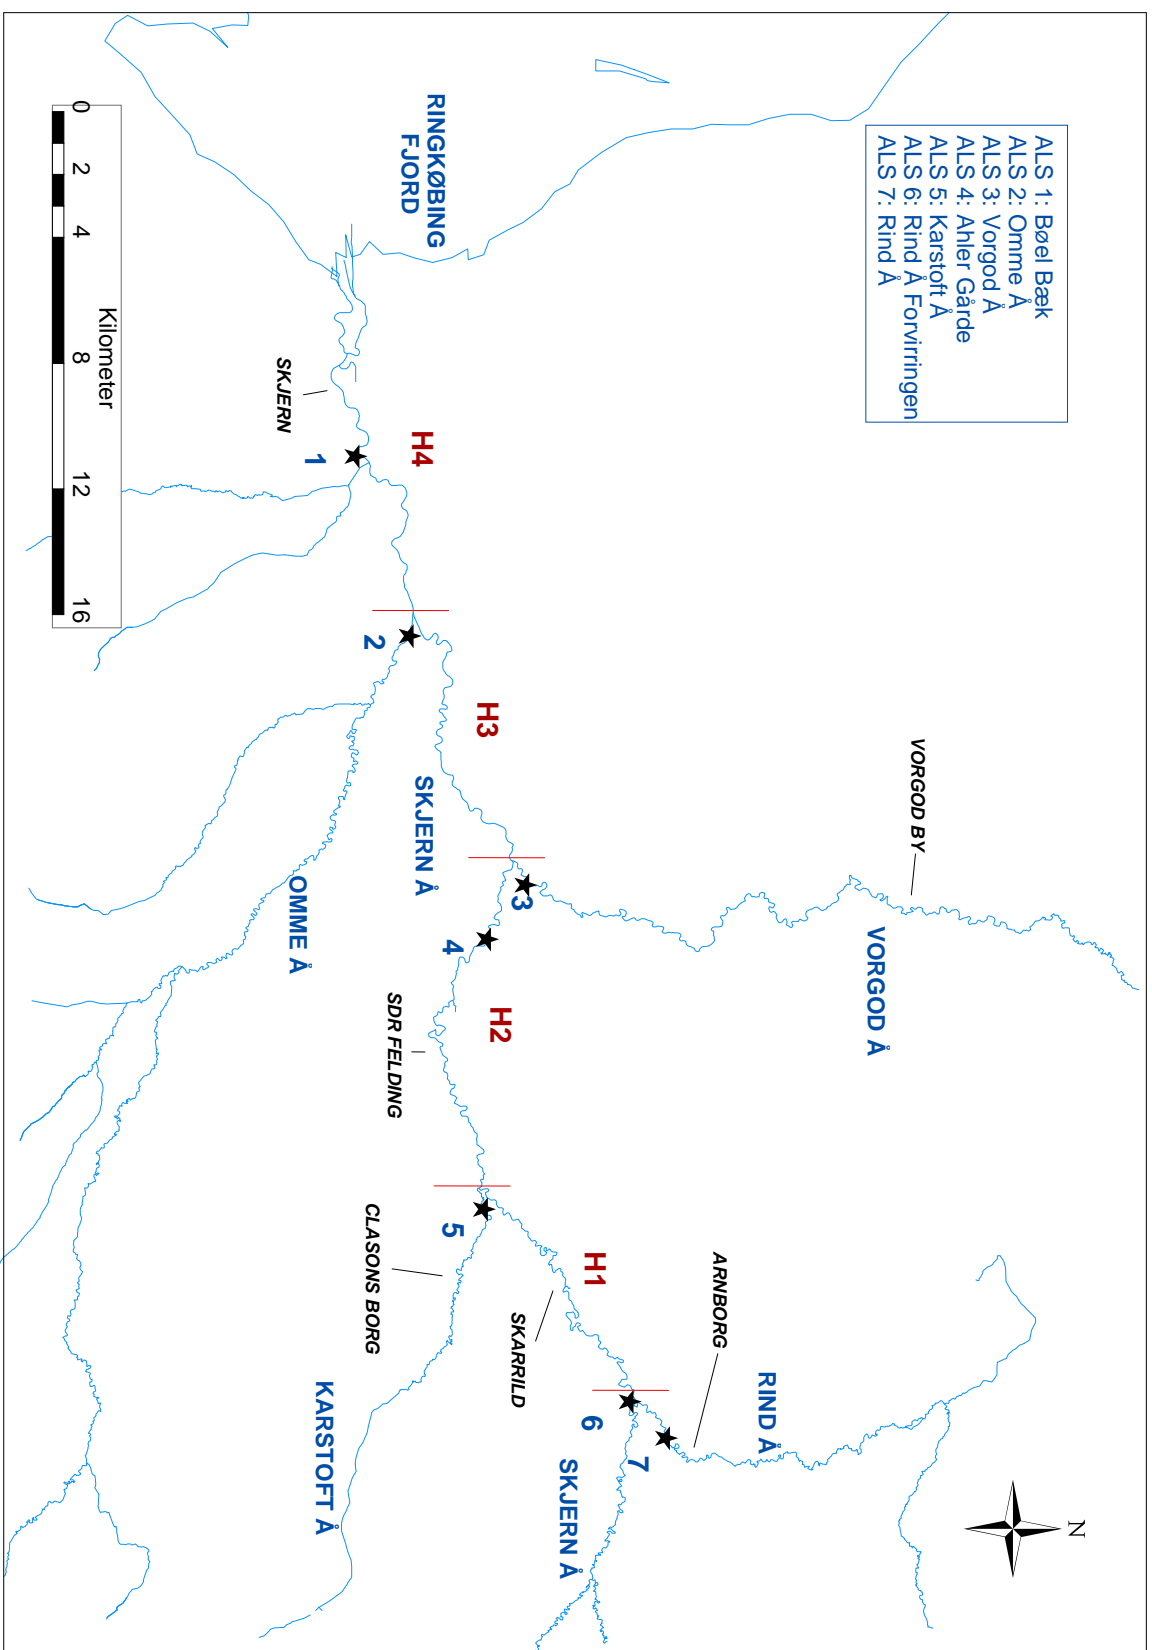 ALS 1: Bøel Bæk
ALS 2: Omme Å
ALS 3: Vorgod Å
ALS 4: Ahler Gårde
ALS 5: Karstoft Å
ALS 6: Rind Å Forvirringen
ALS 7: Rind Å
N
VORGOD BY
VORGOD Å
RIND Å
ARNBORG
7
6
SKJERN Å
H1
SKARRILD
3
H2
4
5
H3
SKJERN Å
RINGKØBING
FJORD
H4
2
SDR FELDING
CLASONS BORG
KARSTOFT Å
1
SKJERN
OMME Å
Kilometer
0 2 4 8 12 16